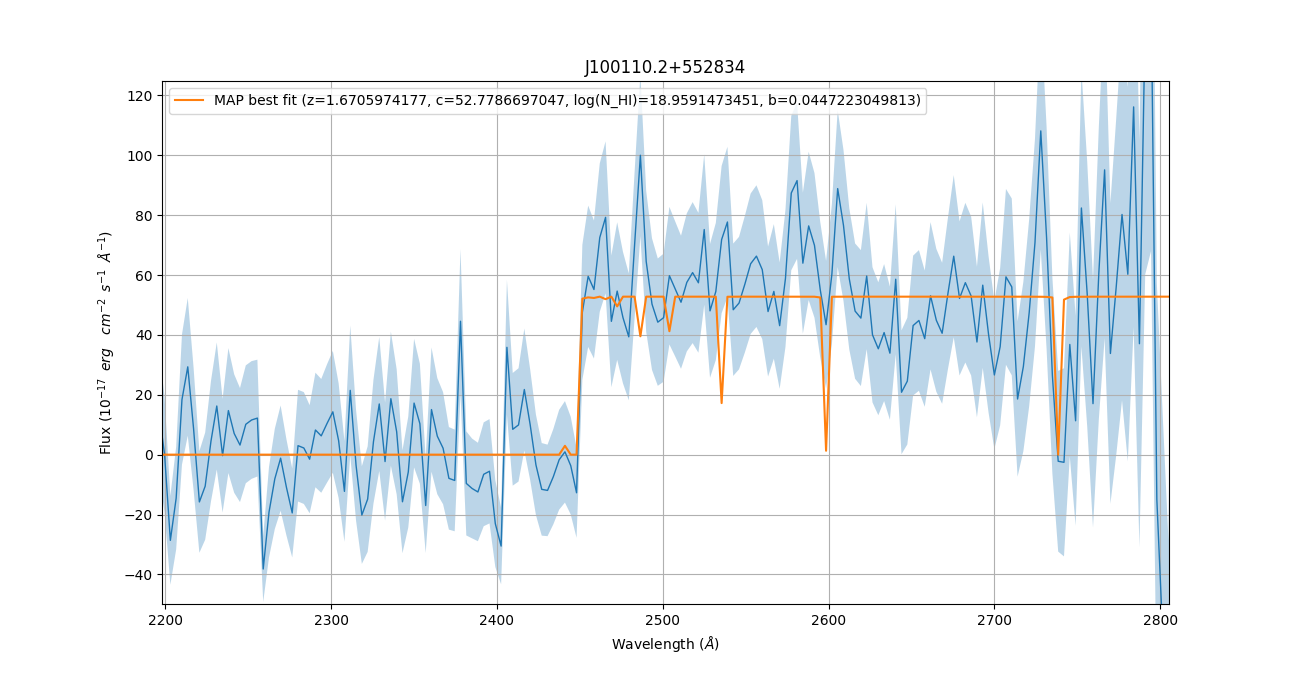 J100110.2+552834
MAP best fit (z=1.6705974177, c=52.7786697047, log(N_HI)=18.9591473451, b=0.0447223049813)
Flux (10⁻¹⁷ erg cm⁻² s⁻¹ Å⁻¹)
120
100
80
60
40
20
0
−20
−40
2200 2300 2400 2500 2600 2700 2800
Wavelength (Å)